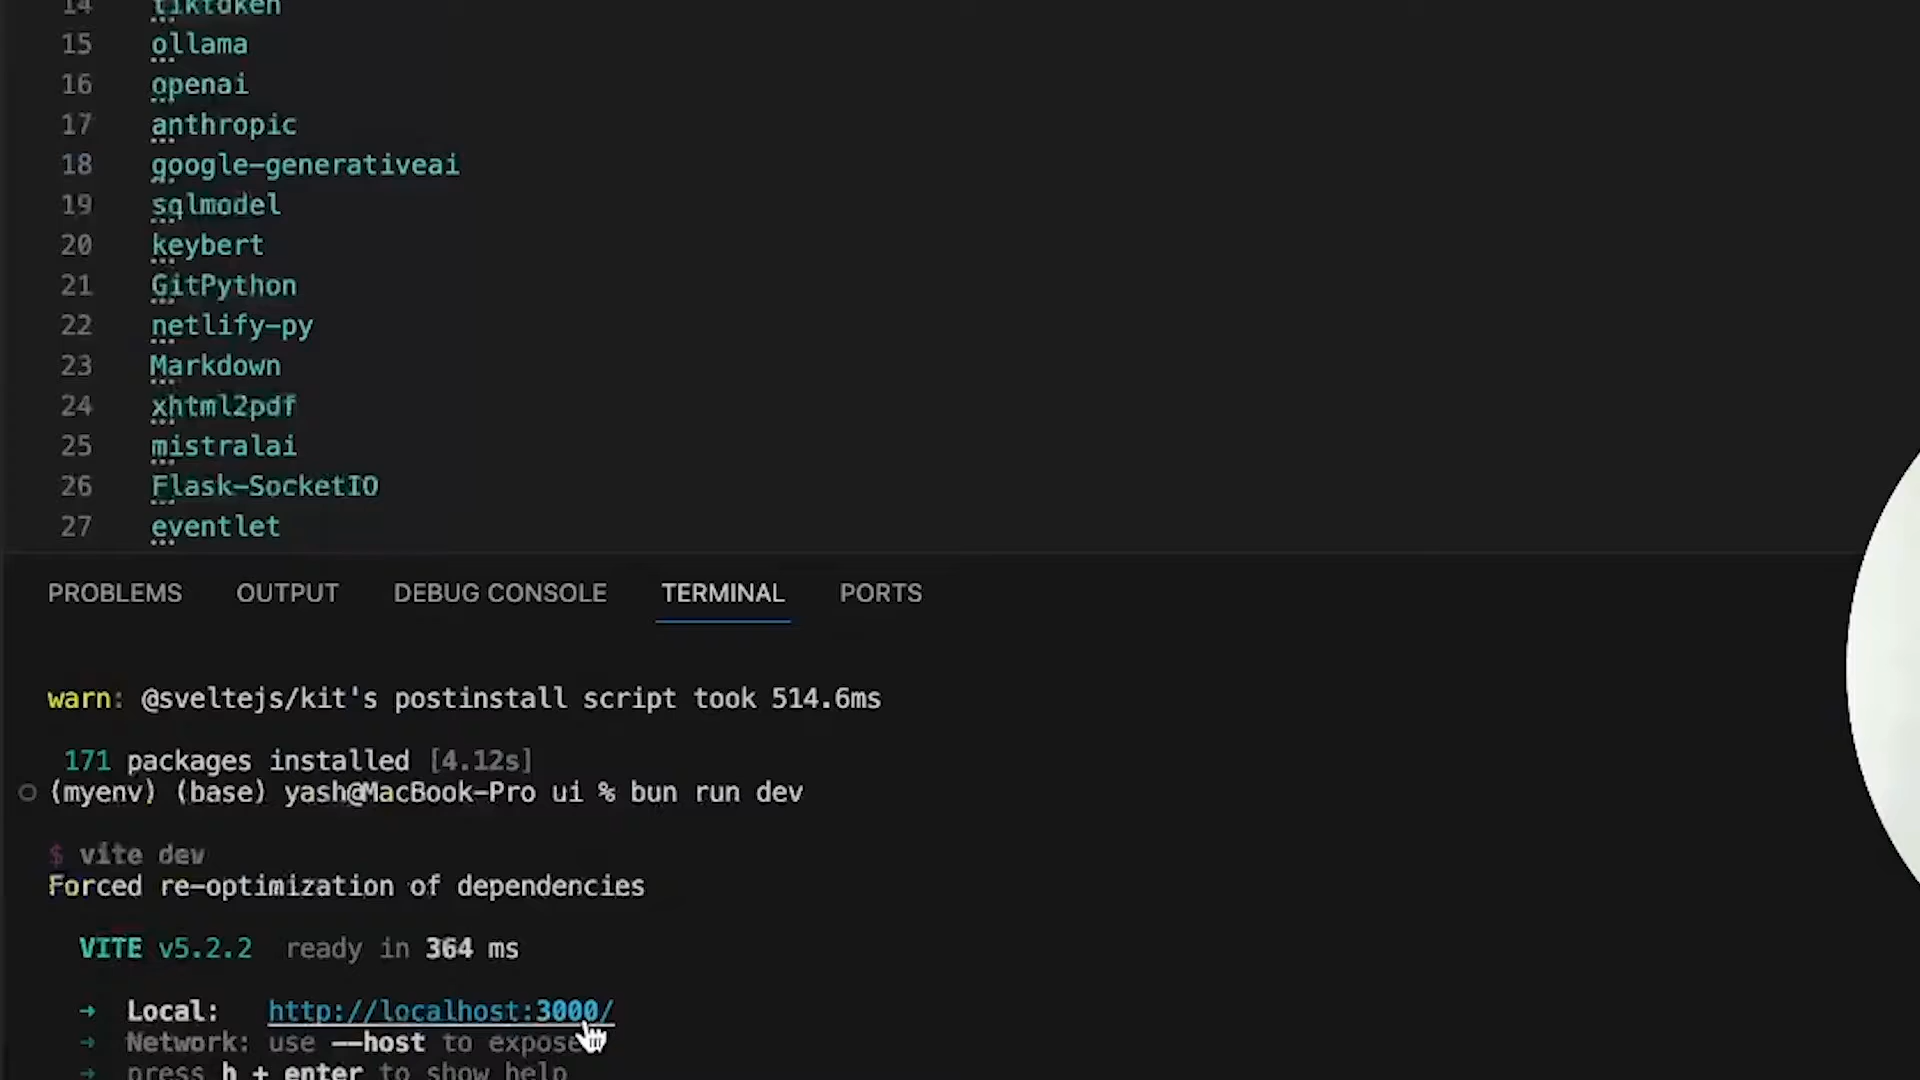 14 tiktoken
15 ollama
16 openai
17 anthropic
18 google-generativeai
19 sqlmodel
20 keybert
21 GitPython
22 netlify-py
23 Markdown
24 xhtml2pdf
25 mistralai
26 Flask-SocketIO
27 eventlet
PROBLEMS OUTPUT DEBUG CONSOLE TERMINAL PORTS
warn: @sveltejs/kit's postinstall script took 514.6ms
171 packages installed [4.12s]
(myenv) (base) yash@MacBook-Pro ui % bun run dev
$ vite dev
Forced re-optimization of dependencies
VITE v5.2.2 ready in 364 ms
➜ Local: http://localhost:3000/
➜ Network: use --host to expose
➜ press h + enter to show help